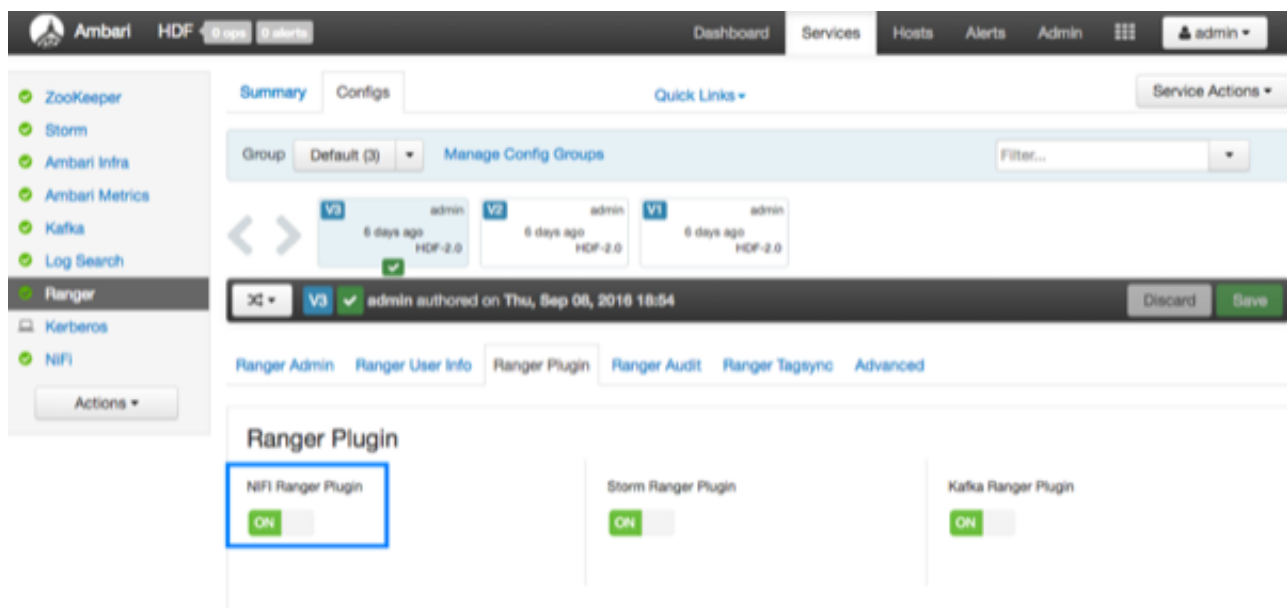 Ambari HDF 0 ops 0 alerts Dashboard Services Hosts Alerts Admin admin
ZooKeeper
Storm
Ambari Infra
Ambari Metrics
Kafka
Log Search
Ranger
Kerberos
NiFi
Actions
Summary Configs Quick Links Service Actions
Group Default (3) Manage Config Groups Filter...
V3 admin
6 days ago
HDF-2.0
V2 admin
6 days ago
HDF-2.0
V1 admin
6 days ago
HDF-2.0
V3 admin authored on Thu, Sep 08, 2016 18:54 Discard Save
Ranger Admin Ranger User Info Ranger Plugin Ranger Audit Ranger Tagsync Advanced
Ranger Plugin
NIFI Ranger Plugin Storm Ranger Plugin Kafka Ranger Plugin
ON ON ON